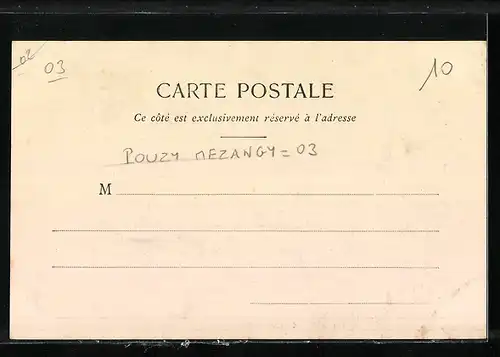 02
03
10
CARTE POSTALE
Ce côté est exclusivement réservé à l'adresse
POUZY MEZANGY = 03
M